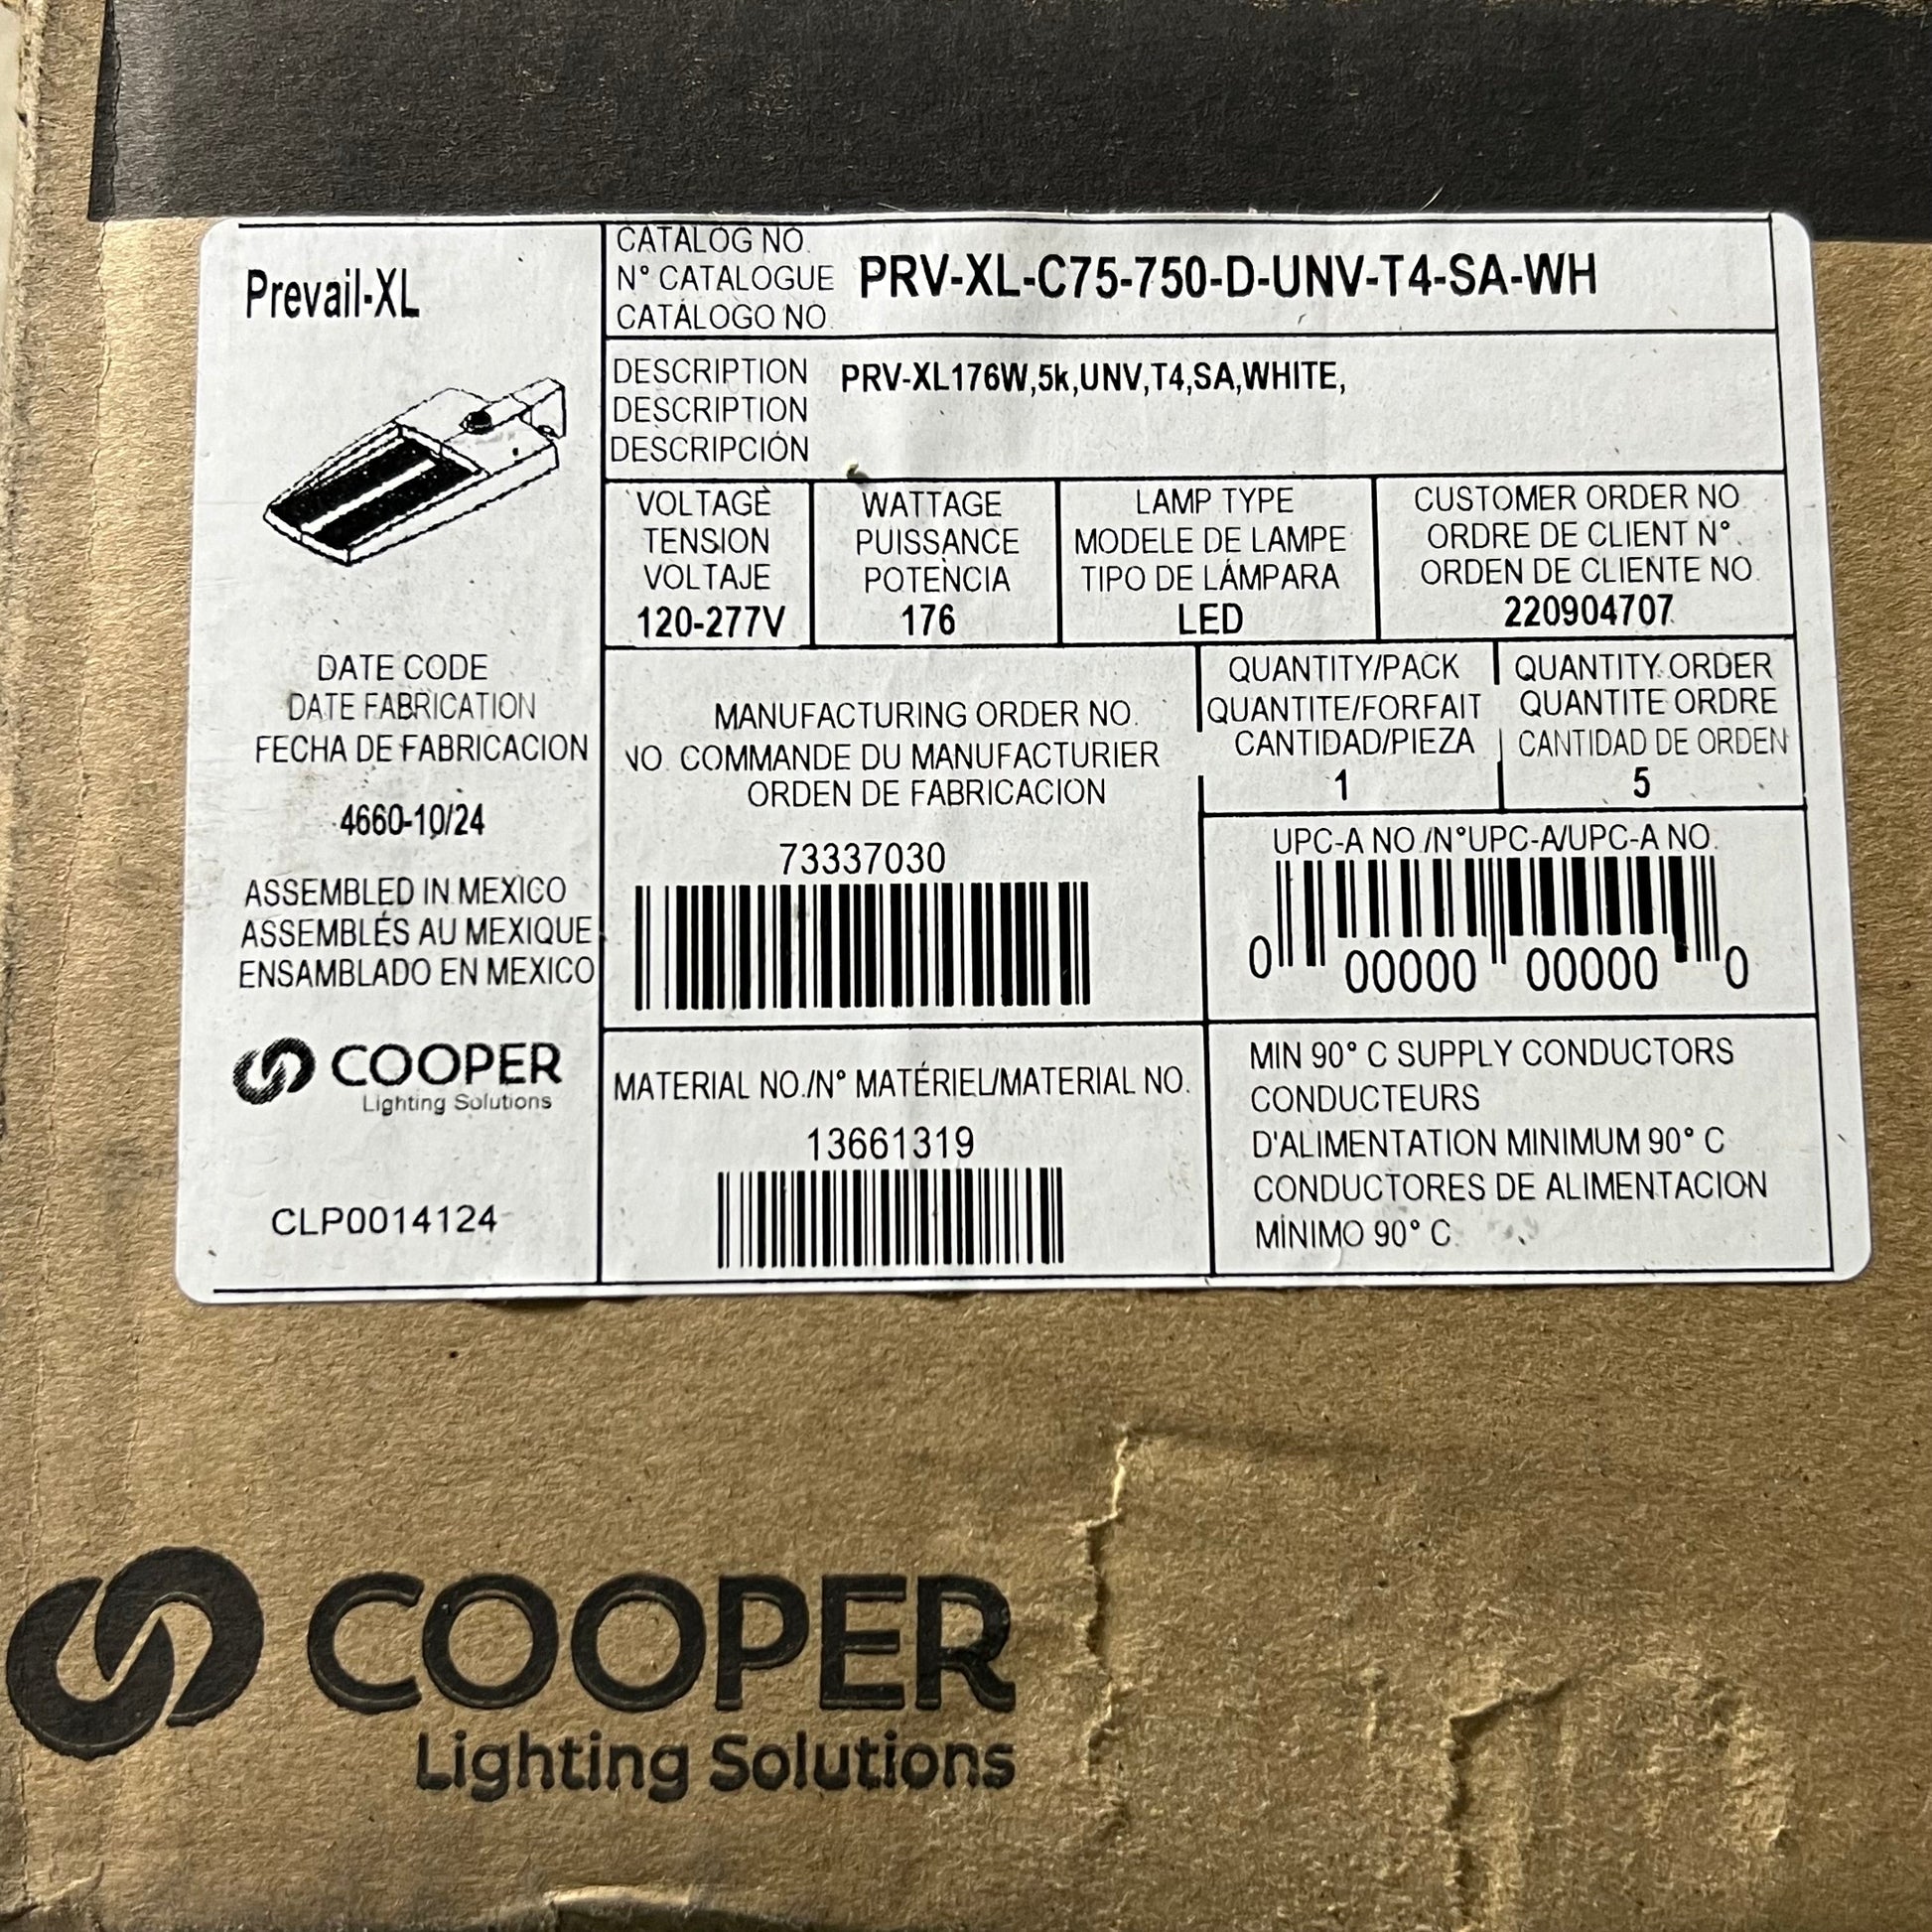 Prevail-XL
CATALOG NO.
N° CATALOGUE
CATÁLOGO NO.
PRV-XL-C75-750-D-UNV-T4-SA-WH
DESCRIPTION
DESCRIPTION
DESCRIPCIÓN
PRV-XL176W,5k,UNV,T4,SA,WHITE,
VOLTAGE
TENSION
VOLTAJE
120-277V
WATTAGE
PUISSANCE
POTENCIA
176
LAMP TYPE
MODELE DE LAMPE
TIPO DE LÁMPARA
LED
CUSTOMER ORDER NO
ORDRE DE CLIENT N°.
ORDEN DE CLIENTE NO.
220904707
DATE CODE
DATE FABRICATION
FECHA DE FABRICACION
4660-10/24
ASSEMBLED IN MEXICO
ASSEMBLÉS AU MEXIQUE
ENSAMBLADO EN MEXICO
COOPER
Lighting Solutions
CLP0014124
MANUFACTURING ORDER NO.
NO. COMMANDE DU MANUFACTURIER
ORDEN DE FABRICACION
73337030
QUANTITY/PACK
QUANTITE/FORFAIT
CANTIDAD/PIEZA
1
QUANTITY ORDER
QUANTITE ORDRE
CANTIDAD DE ORDEN
5
UPC-A NO./N°UPC-A/UPC-A NO.
0 00000 00000 0
MATERIAL NO./N° MATÉRIEL/MATERIAL NO.
13661319
MIN 90° C SUPPLY CONDUCTORS
CONDUCTEURS
D'ALIMENTATION MINIMUM 90° C
CONDUCTORES DE ALIMENTACION
MÍNIMO 90° C.
COOPER
Lighting Solutions